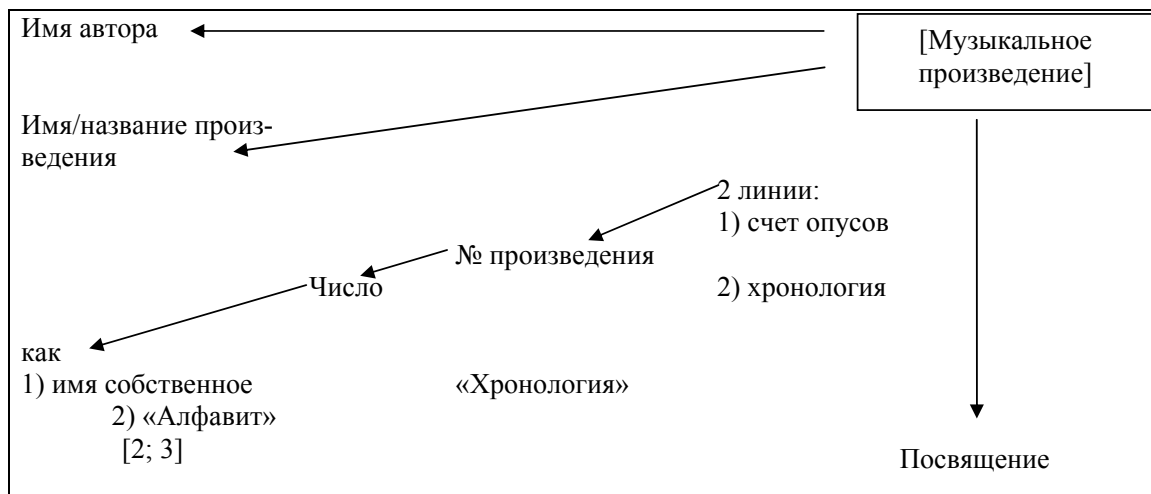 Имя автора
[Музыкальное
произведение]
Имя/название произ-
ведения
2 линии:
1) счет опусов
№ произведения
Число
2) хронология
как
1) имя собственное
«Хронология»
2) «Алфавит»
[2; 3]
Посвящение